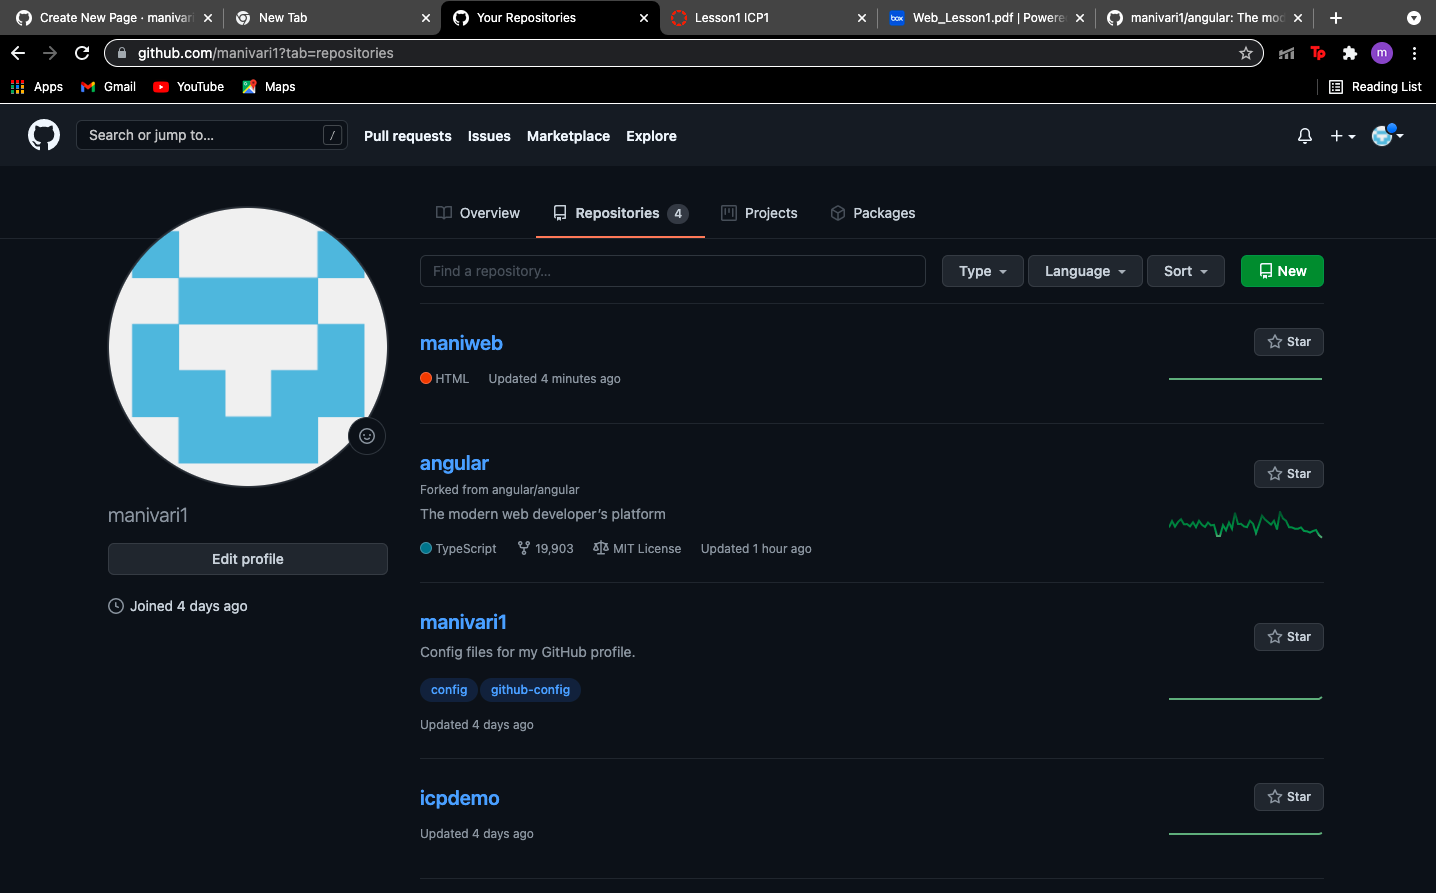 Create New Page · manivari
New Tab
Your Repositories
Lesson1 ICP1
Web_Lesson1.pdf | Powere
manivari1/angular: The mod
github.com/manivari1?tab=repositories
Tp
m
Apps
Gmail
YouTube
Maps
Reading List
Search or jump to...
/
Pull requests
Issues
Marketplace
Explore
Overview
Repositories 4
Projects
Packages
Find a repository...
Type
Language
Sort
New
maniweb
Star
HTML Updated 4 minutes ago
angular
Star
Forked from angular/angular
The modern web developer's platform
TypeScript 19,903 MIT License Updated 1 hour ago
manivari1
Edit profile
Joined 4 days ago
manivari1
Star
Config files for my GitHub profile.
config github-config
Updated 4 days ago
icpdemo
Star
Updated 4 days ago